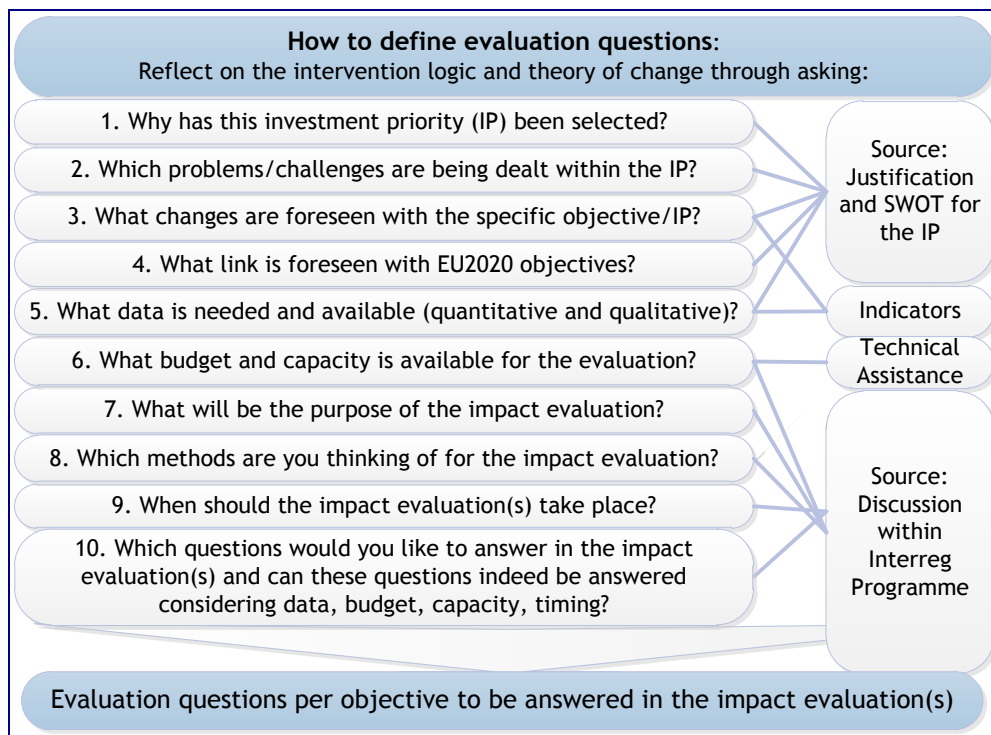 How to define evaluation questions:
Reflect on the intervention logic and theory of change through asking:
1. Why has this investment priority (IP) been selected?
2. Which problems/challenges are being dealt within the IP?
3. What changes are foreseen with the specific objective/IP?
4. What link is foreseen with EU2020 objectives?
5. What data is needed and available (quantitative and qualitative)?
6. What budget and capacity is available for the evaluation?
7. What will be the purpose of the impact evaluation?
8. Which methods are you thinking of for the impact evaluation?
9. When should the impact evaluation(s) take place?
10. Which questions would you like to answer in the impact
evaluation(s) and can these questions indeed be answered
considering data, budget, capacity, timing?
Source:
Justification
and SWOT for
the IP
Indicators
Technical
Assistance
Source:
Discussion
within
Interreg
Programme
Evaluation questions per objective to be answered in the impact evaluation(s)